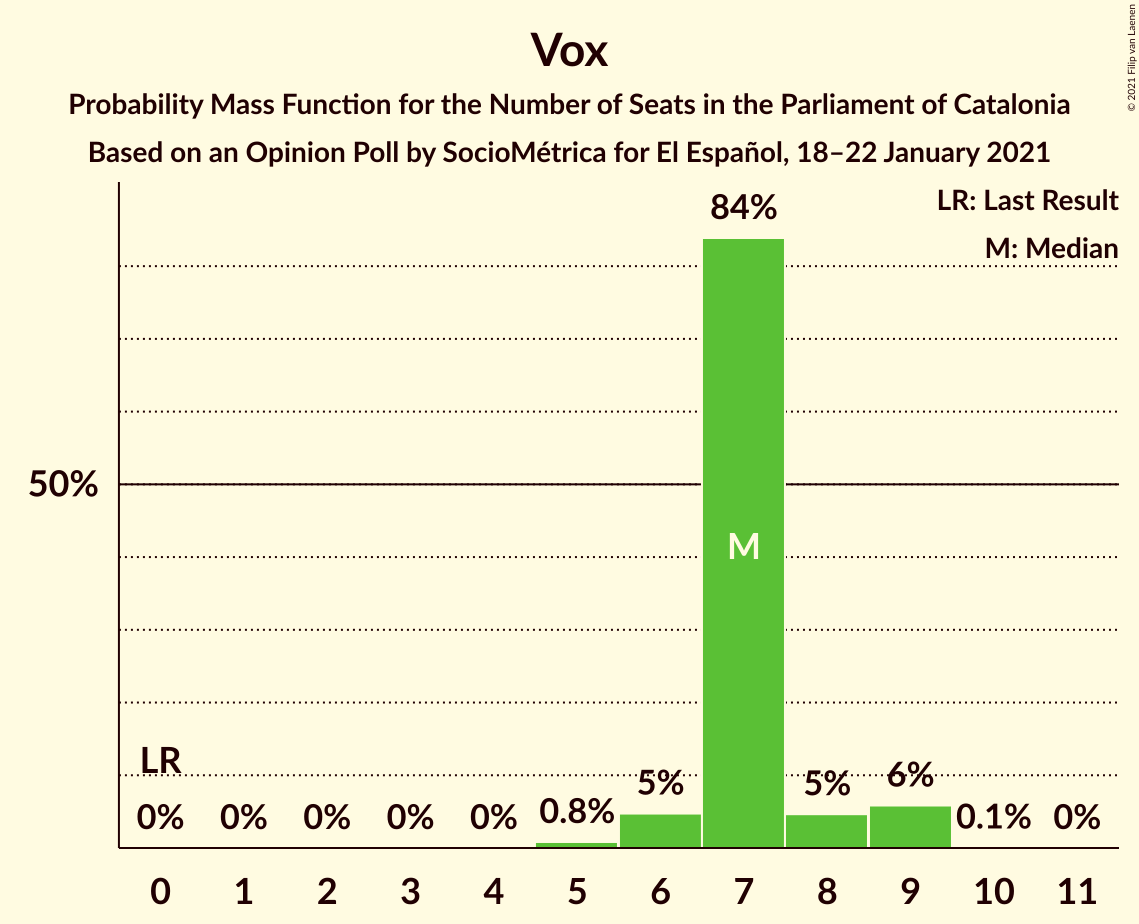 Vox
Probability Mass Function for the Number of Seats in the Parliament of Catalonia
Based on an Opinion Poll by SocioMétrica for El Español, 18–22 January 2021
© 2021 Filip van Laenen
LR: Last Result
M: Median
84%
50%
M
LR
0% 0% 0% 0% 0% 0.8% 5% 5% 6% 0.1% 0%
0 1 2 3 4 5 6 7 8 9 10 11